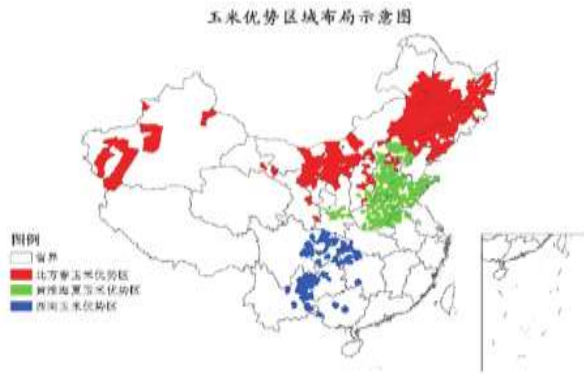 玉米优势区域布局示意图
图例
省界
北方春玉米优势区
黄淮海夏玉米优势区
西南玉米优势区